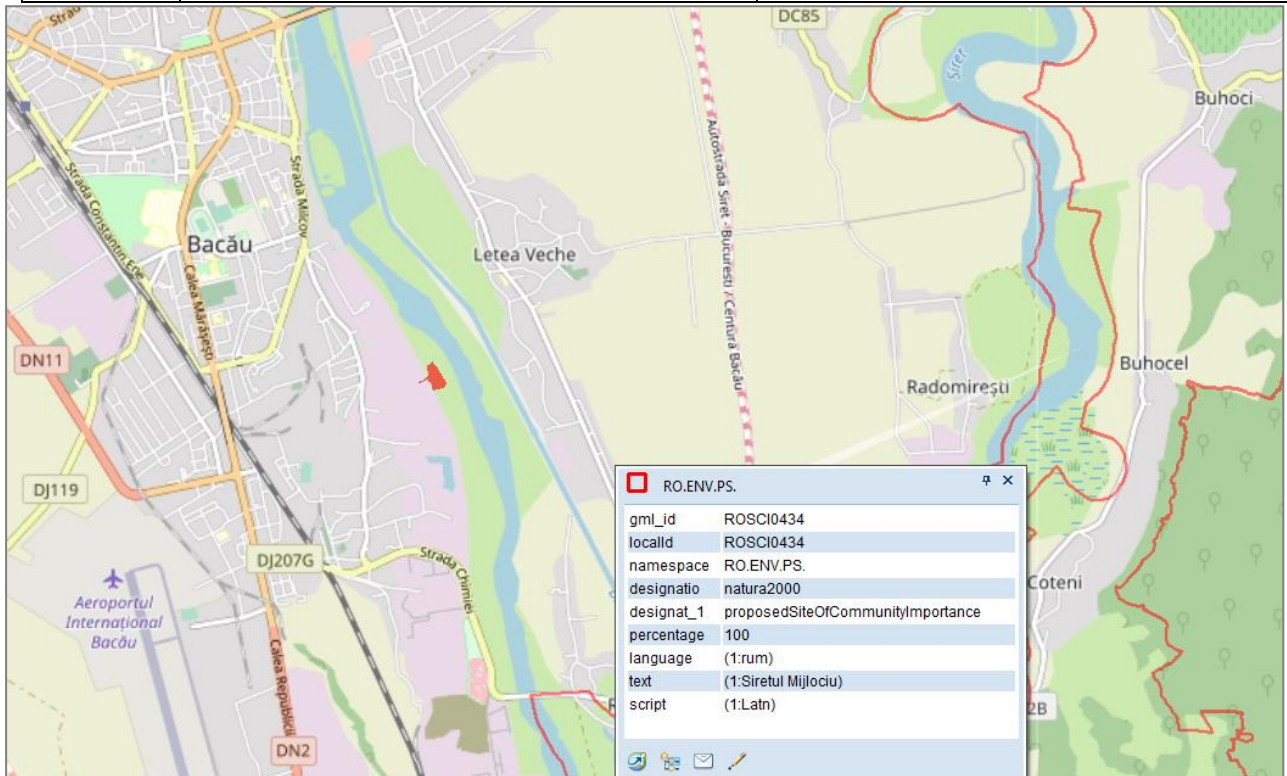 Strad
DC85
Siret
Buhoci
Strada Constantin Ene
Strada Milcov
Autostrada Siret - București / Centura Bacău
Bacău
Letea Veche
Calea Mărășești
DN11
Buhocel
Radomirești
DJ119
RO.ENV.PS.
gml_id ROSCI0434
localId ROSCI0434
namespace RO.ENV.PS.
designatio natura2000
designat_1 proposedSiteOfCommunityImportance
percentage 100
language (1:rum)
text (1:Siretul Mijlociu)
script (1:Latn)
DJ207G
Strada Chimiei
Coteni
Aeroportul
Internațional
Bacău
Calea Republicii
2B
DN2